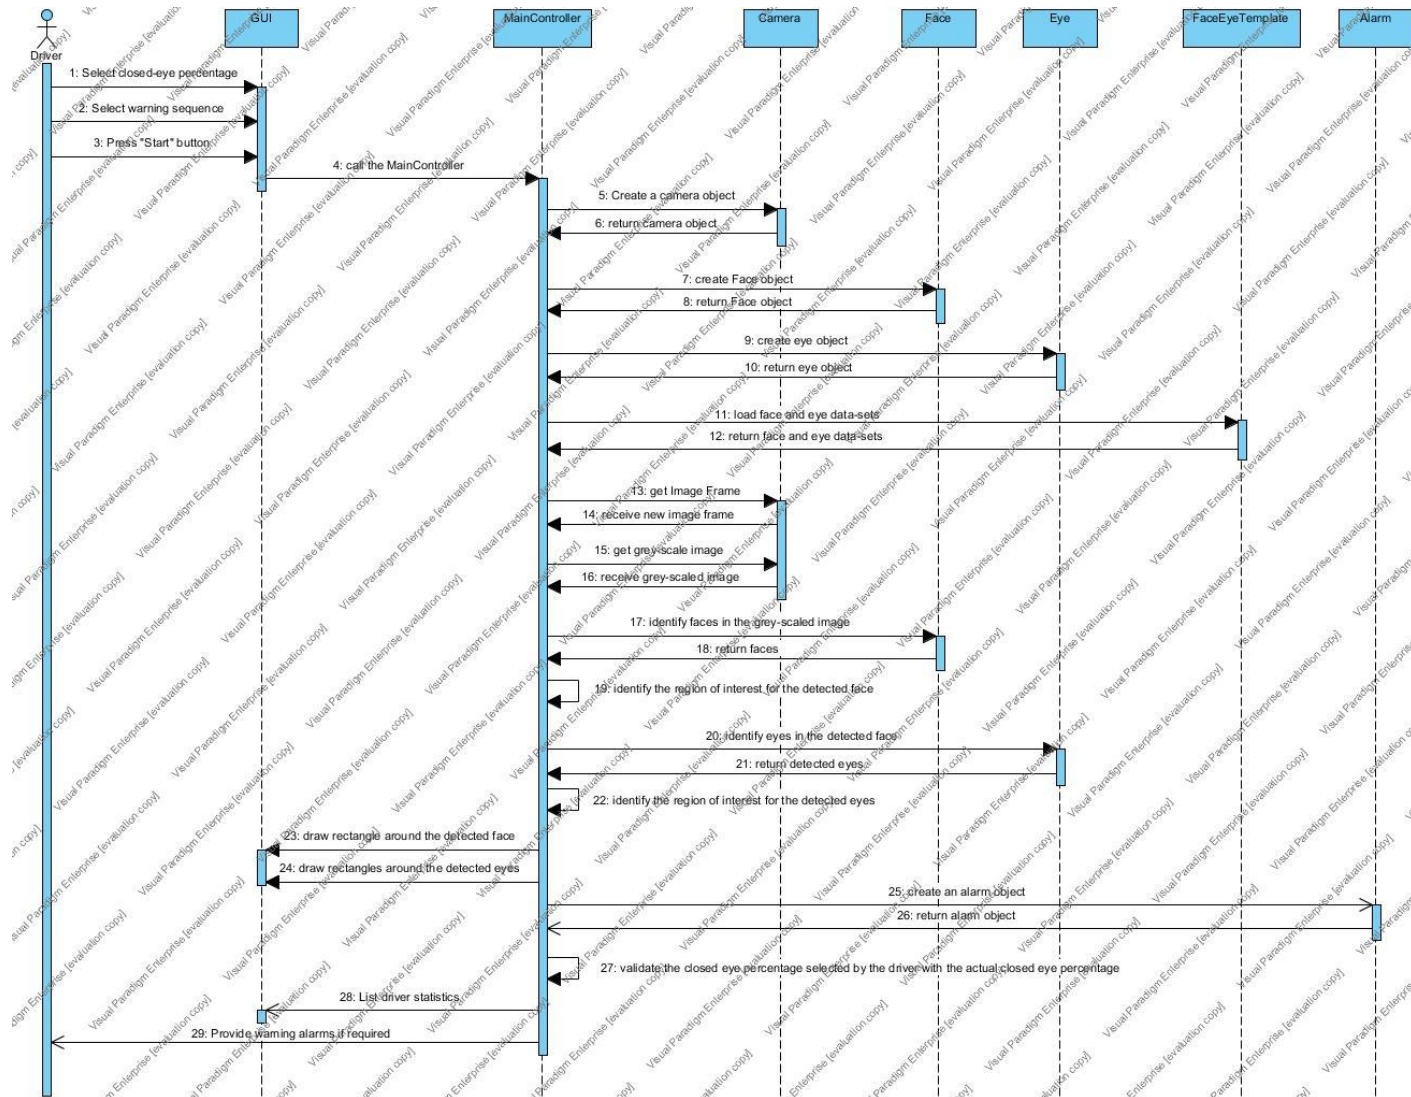 GUI
MainController
Camera
Face
Eye
FaceEyeTemplate
Alarm
Driver
1: Select closed-eye percentage
2: Select warning sequence
3: Press "Start" button
4: call the MainController
5: Create a camera object
6: return camera object
7: create Face object
8: return Face object
9: create eye object
10: return eye object
11: load face and eye data-sets
12: return face and eye data-sets
13: get Image Frame
14: receive new image frame
15: get grey-scale image
16: receive grey-scaled image
17: identify faces in the grey-scaled image
18: return faces
19: identify the region of interest for the detected face
20: identify eyes in the detected face
21: return detected eyes
22: identify the region of interest for the detected eyes
23: draw rectangle around the detected face
24: draw rectangles around the detected eyes
25: create an alarm object
26: return alarm object
27: validate the closed eye percentage selected by the driver with the actual closed eye percentage
28: List driver statistics
29: Provide warning alarms if required
Visual Paradigm Enterprise [evaluation copy]